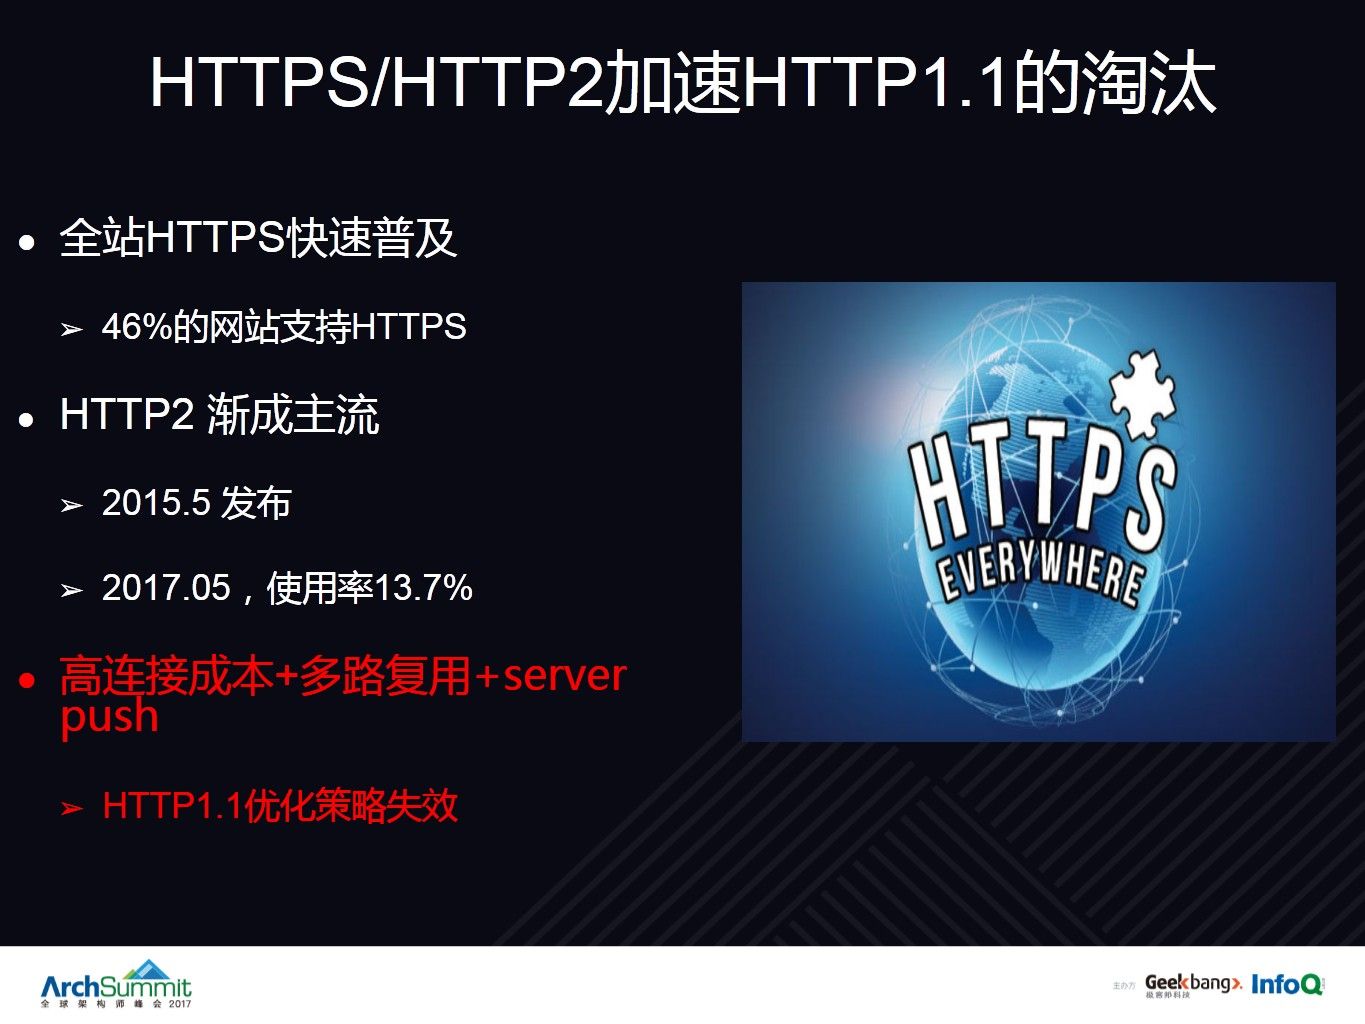 HTTPS/HTTP2加速HTTP1.1的淘汰
● 全站HTTPS快速普及
➢ 46%的网站支持HTTPS
● HTTP2 渐成主流
➢ 2015.5 发布
➢ 2017.05，使用率13.7%
● 高连接成本+多路复用+server
push
➢ HTTP1.1优化策略失效
HTTPS
EVERYWHERE
ArchSummit
全球架构师峰会 2017
主办方
Geekbang>.
极客邦科技
InfoQ